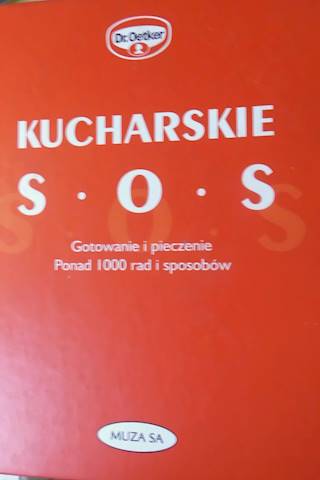 Dr. Oetker
KUCHARSKIE
S · O · S
Gotowanie i pieczenie
Ponad 1000 rad i sposobów
MUZA SA